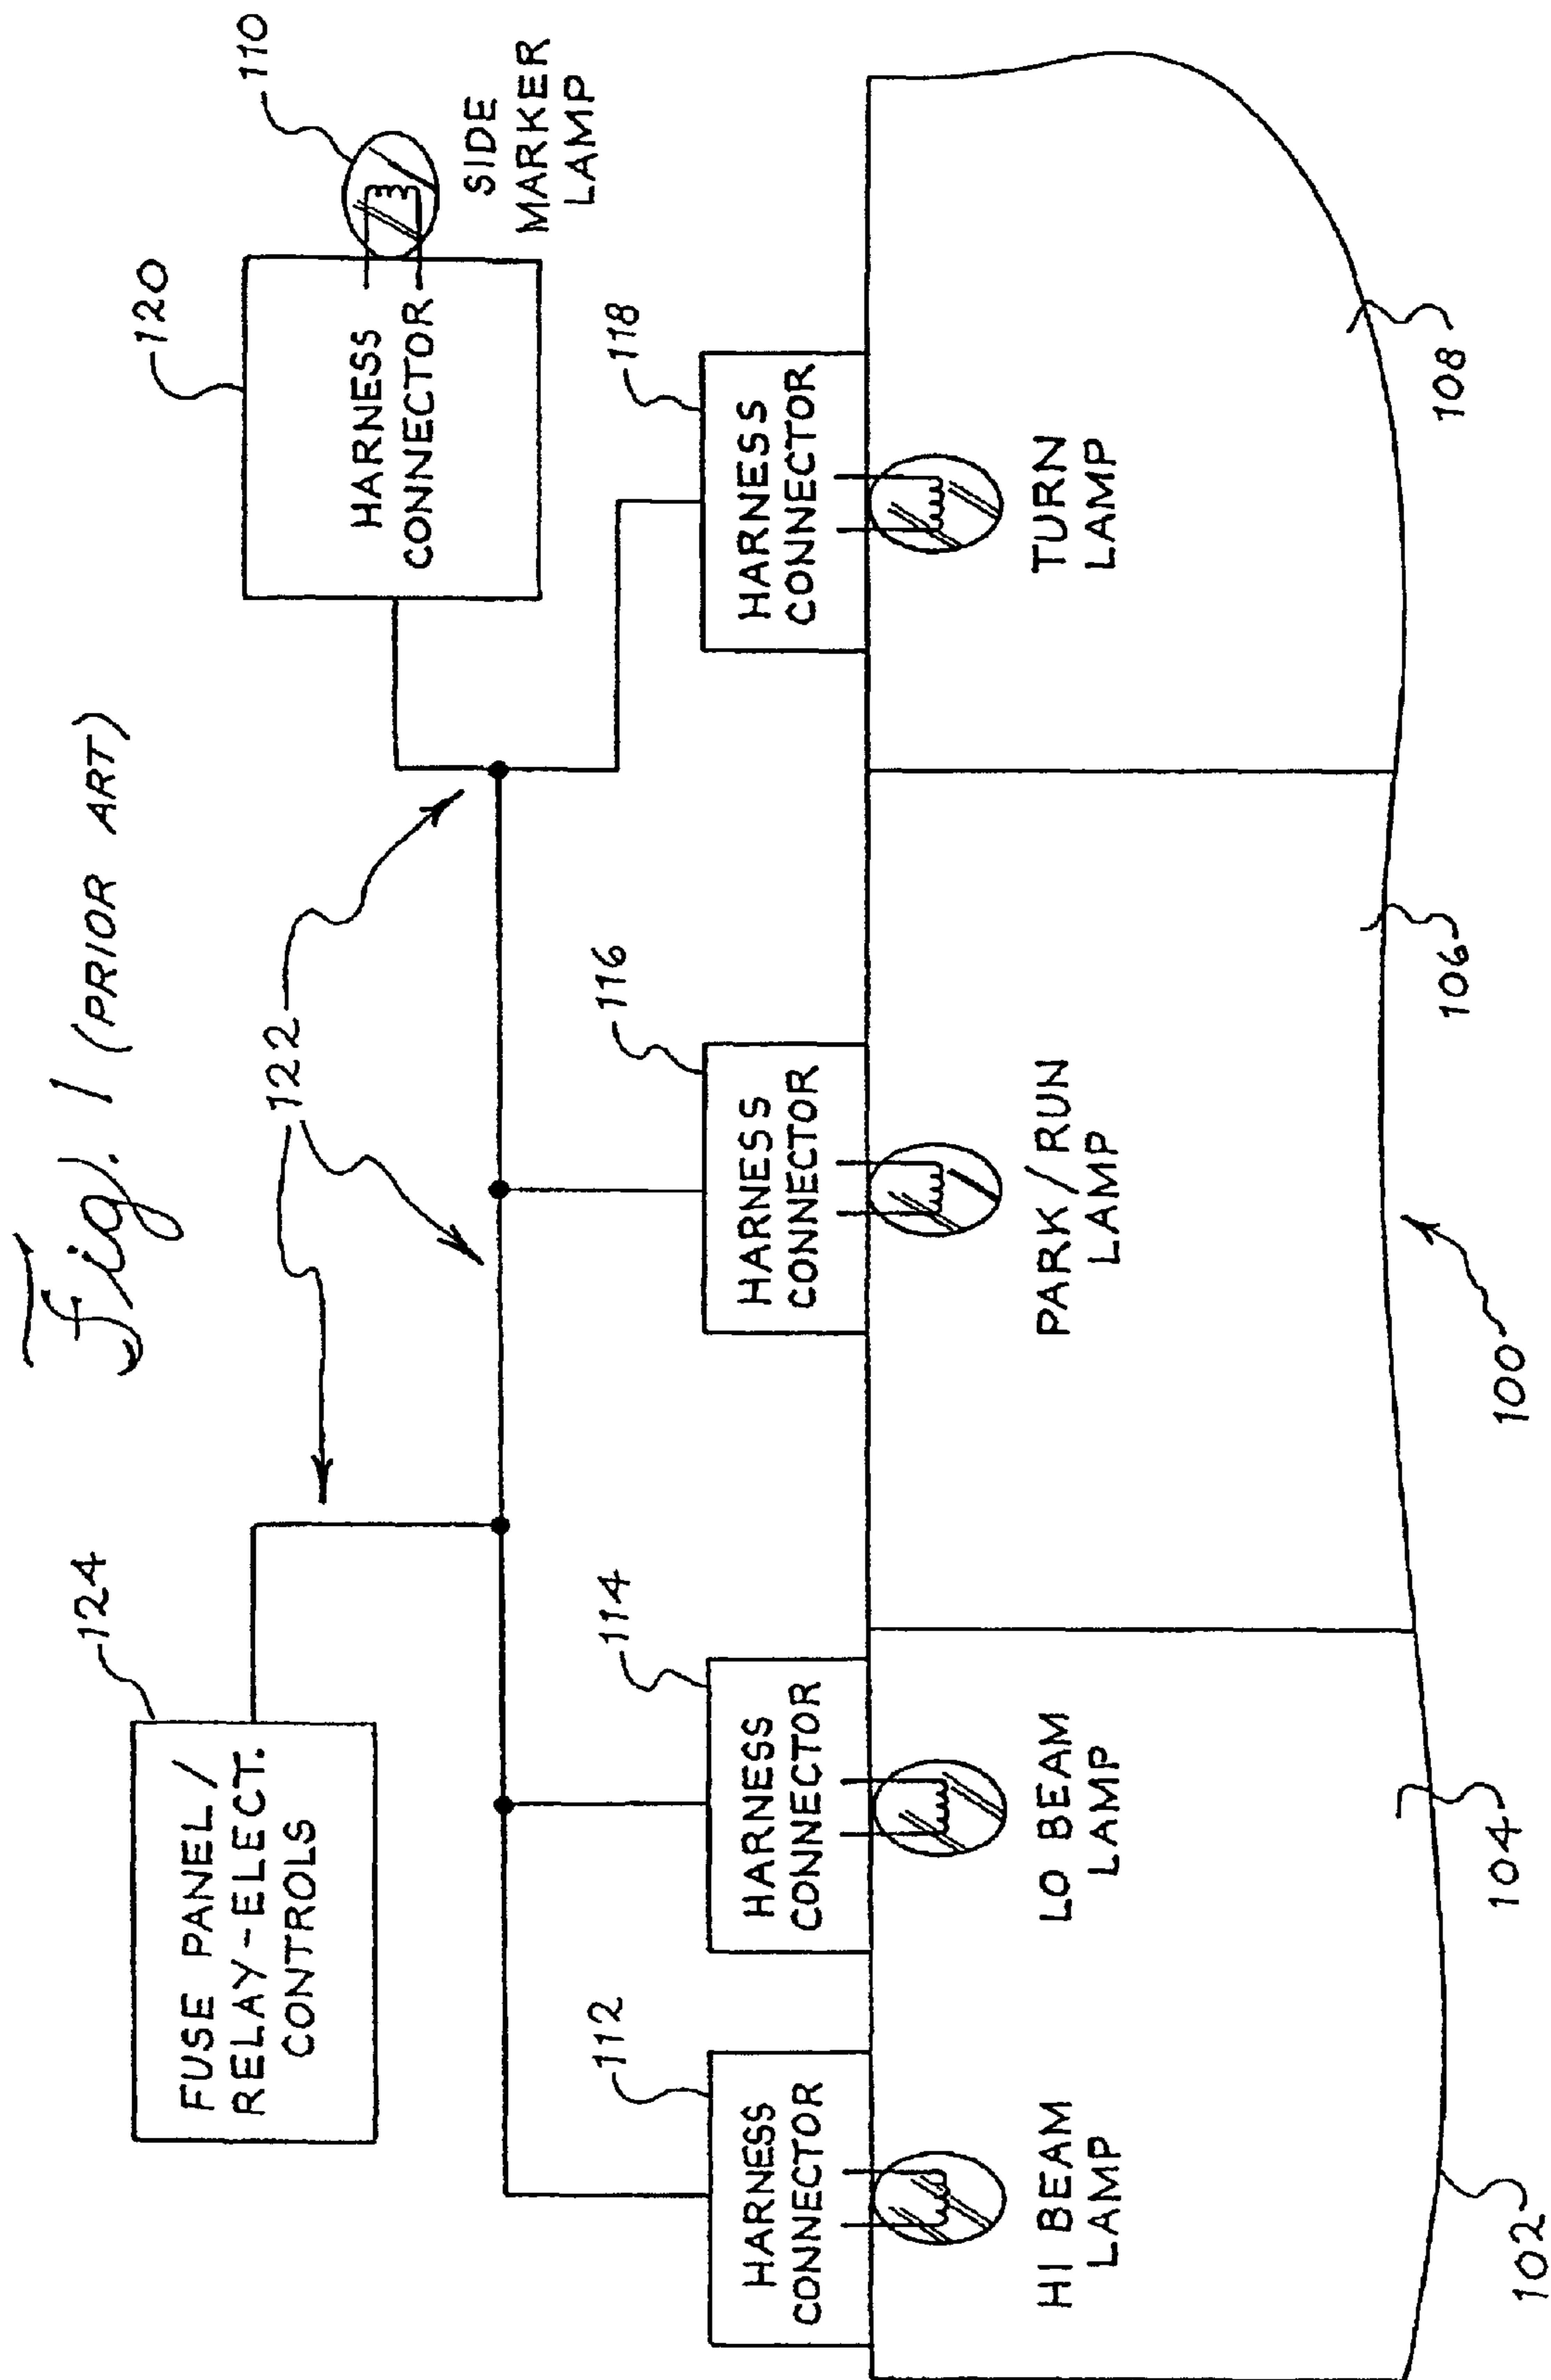 Fig. 1 (PRIOR ART)
124
FUSE PANEL /
RELAY-ELECT.
CONTROLS
122
120
HARNESS
CONNECTOR
110
SIDE
MARKER
LAMP
112
HARNESS
CONNECTOR
114
HARNESS
CONNECTOR
116
HARNESS
CONNECTOR
118
HARNESS
CONNECTOR
HI BEAM
LAMP
LO BEAM
LAMP
PARK / RUN
LAMP
TURN
LAMP
102
104
100
106
108